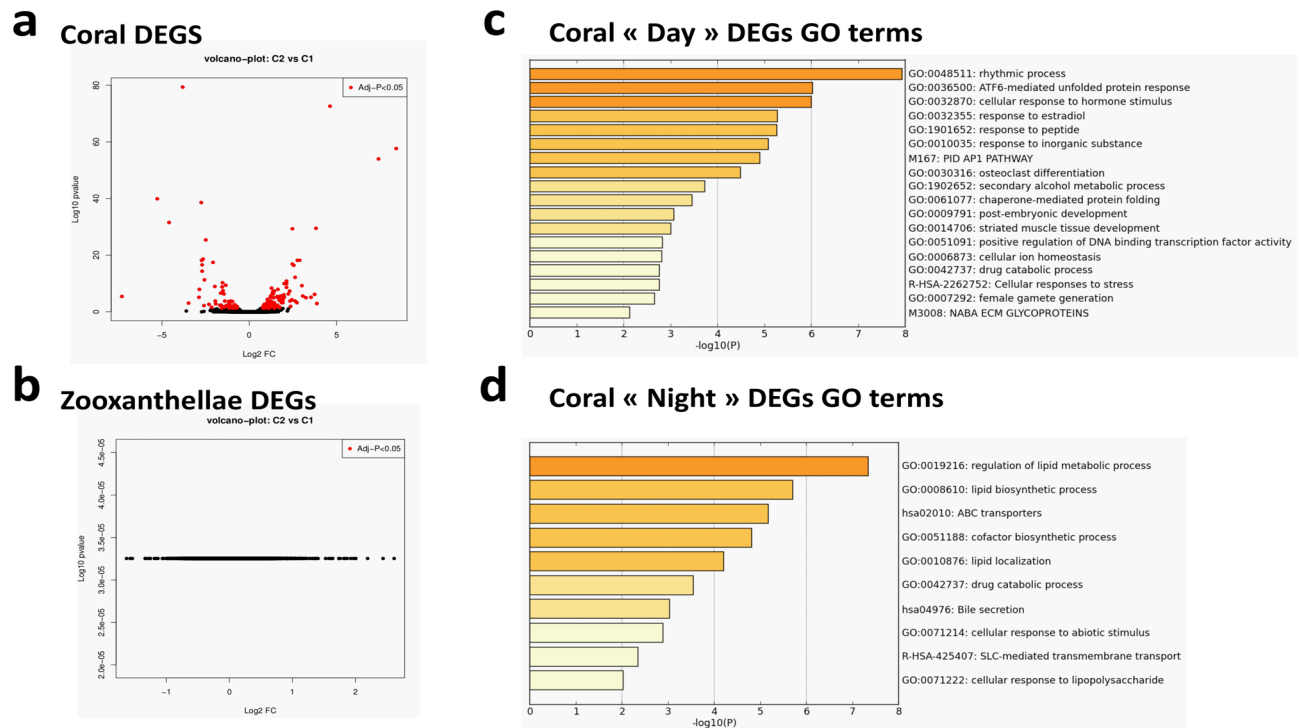 a
Coral DEGS
volcano-plot: C2 vs C1
Adj-P<0.05
80
60
40
20
0
Log10 pvalue
-5 0 5
Log2 FC
b
Zooxanthellae DEGs
volcano-plot: C2 vs C1
Adj-P<0.05
4.5e-05
4.0e-05
3.5e-05
3.0e-05
2.5e-05
2.0e-05
Log10 pvalue
-1 0 1 2
Log2 FC
c
Coral « Day » DEGs GO terms
GO:0048511: rhythmic process
GO:0036500: ATF6-mediated unfolded protein response
GO:0032870: cellular response to hormone stimulus
GO:0032355: response to estradiol
GO:1901652: response to peptide
GO:0010035: response to inorganic substance
M167: PID AP1 PATHWAY
GO:0030316: osteoclast differentiation
GO:1902652: secondary alcohol metabolic process
GO:0061077: chaperone-mediated protein folding
GO:0009791: post-embryonic development
GO:0014706: striated muscle tissue development
GO:0051091: positive regulation of DNA binding transcription factor activity
GO:0006873: cellular ion homeostasis
GO:0042737: drug catabolic process
R-HSA-2262752: Cellular responses to stress
GO:0007292: female gamete generation
M3008: NABA ECM GLYCOPROTEINS
0 1 2 3 4 5 6 7 8
-log10(P)
d
Coral « Night » DEGs GO terms
GO:0019216: regulation of lipid metabolic process
GO:0008610: lipid biosynthetic process
hsa02010: ABC transporters
GO:0051188: cofactor biosynthetic process
GO:0010876: lipid localization
GO:0042737: drug catabolic process
hsa04976: Bile secretion
GO:0071214: cellular response to abiotic stimulus
R-HSA-425407: SLC-mediated transmembrane transport
GO:0071222: cellular response to lipopolysaccharide
0 1 2 3 4 5 6 7 8
-log10(P)